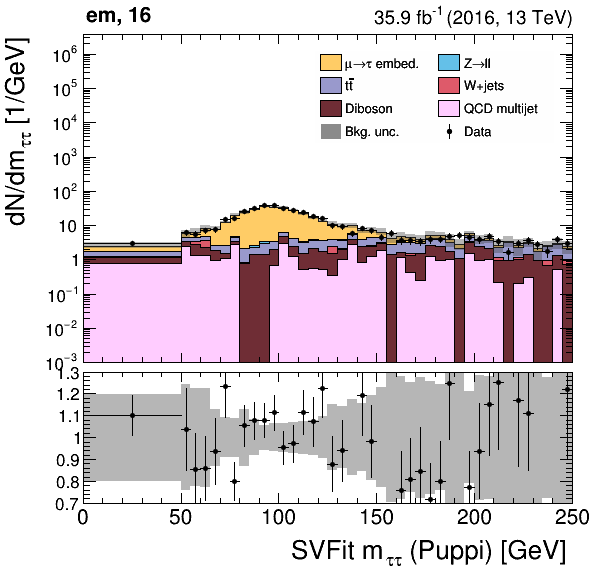 em, 16
35.9 fb⁻¹ (2016, 13 TeV)
dN/dmττ [1/GeV]
10⁶
10⁵
10⁴
10³
10²
10
1
10⁻¹
10⁻²
10⁻³
μ→τ embed.
Z→ll
tt̄
W+jets
Diboson
QCD multijet
Bkg. unc.
Data
1.3
1.2
1.1
1
0.9
0.8
0.7
0
50
100
150
200
250
SVFit mττ (Puppi) [GeV]